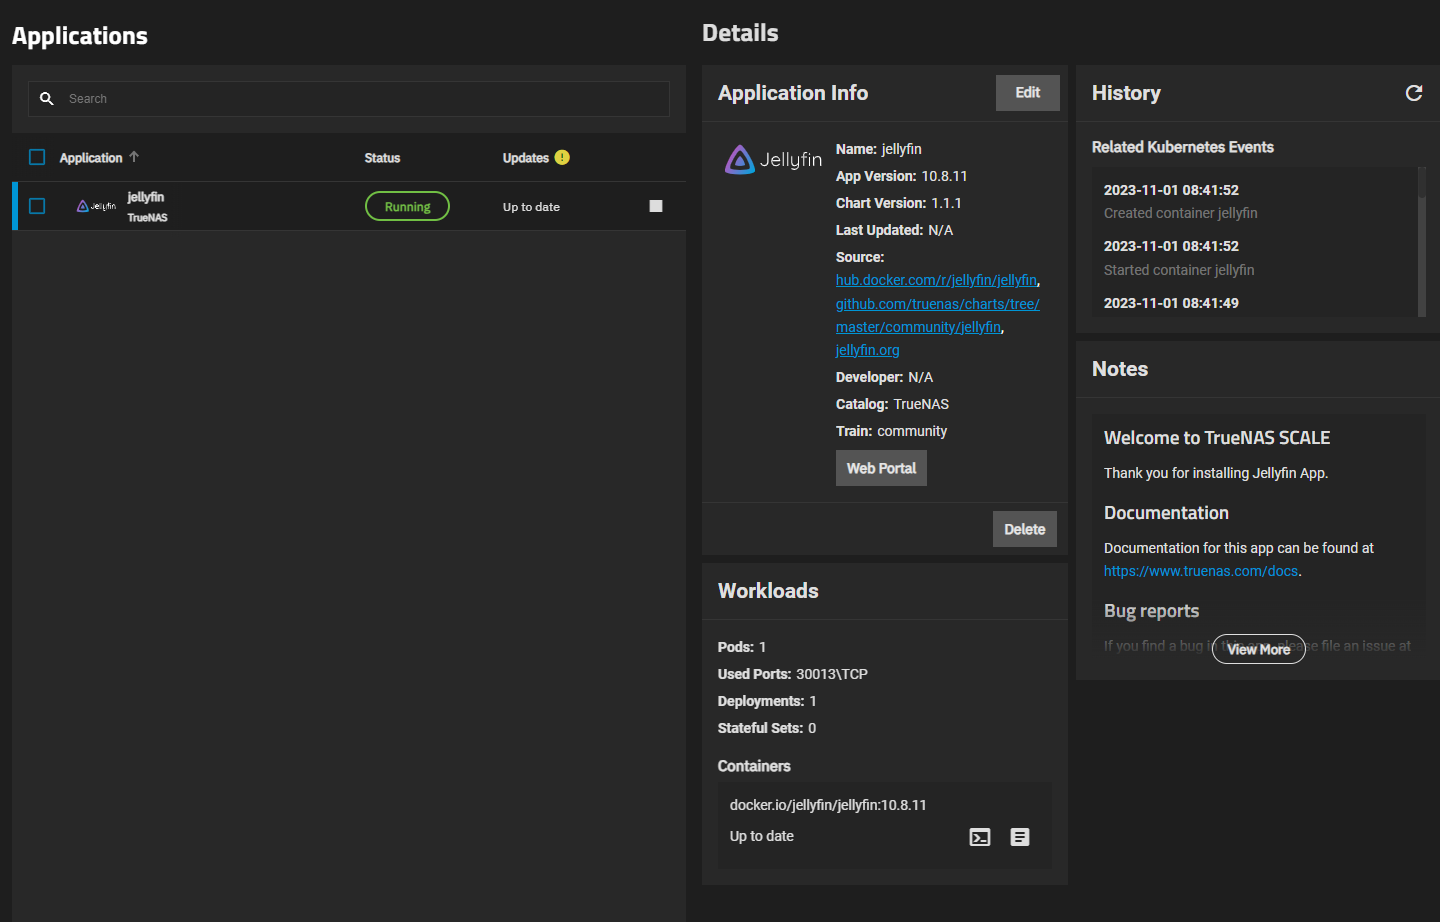 Applications
Search
Application
Status
Updates
Jellyfin
jellyfin
TrueNAS
Running
Up to date
Details
Application Info
Edit
Jellyfin
Name: jellyfin
App Version: 10.8.11
Chart Version: 1.1.1
Last Updated: N/A
Source:
hub.docker.com/r/jellyfin/jellyfin,
github.com/truenas/charts/tree/
master/community/jellyfin,
jellyfin.org
Developer: N/A
Catalog: TrueNAS
Train: community
Web Portal
Delete
Workloads
Pods: 1
Used Ports: 30013\TCP
Deployments: 1
Stateful Sets: 0
Containers
docker.io/jellyfin/jellyfin:10.8.11
Up to date
History
Related Kubernetes Events
2023-11-01 08:41:52
Created container jellyfin
2023-11-01 08:41:52
Started container jellyfin
2023-11-01 08:41:49
Notes
Welcome to TrueNAS SCALE
Thank you for installing Jellyfin App.
Documentation
Documentation for this app can be found at
https://www.truenas.com/docs.
Bug reports
If you find a bug in this app, please file an issue at
View More